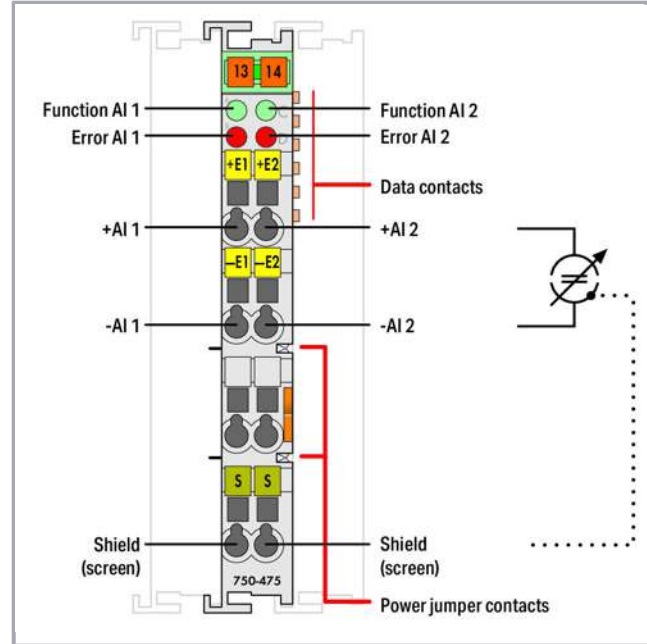 13 14
Function AI 1
Function AI 2
Error AI 1
Error AI 2
+E1 +E2
Data contacts
+AI 1
+AI 2
—E1 —E2
-AI 1
-AI 2
S S
Shield
(screen)
Shield
(screen)
750-475
Power jumper contacts